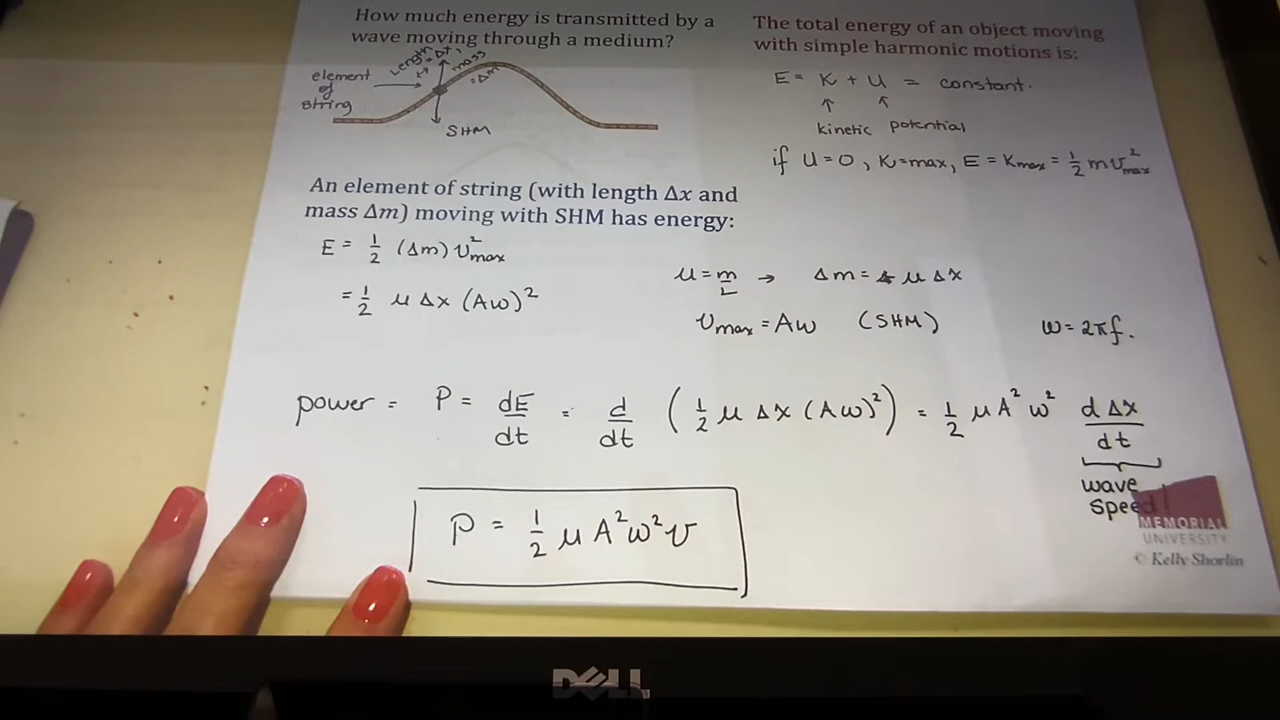 How much energy is transmitted by a
wave moving through a medium?
Length
= Δx
mass
= Δm
element
of
string
SHM
The total energy of an object moving
with simple harmonic motions is:
E = K + U = constant.
↑ ↑
kinetic potential
if U = 0, K = max, E = Kmax = 1/2 m v²max
An element of string (with length Δx and
mass Δm) moving with SHM has energy:
E = 1/2 (Δm) v²max
= 1/2 μ Δx (Aω)²
μ = m/L → Δm = μ Δx
vmax = Aω (SHM)
ω = 2πf.
power = P = dE/dt = d/dt (1/2 μ Δx (Aω)²) = 1/2 μ A² ω² dΔx/dt
wave
speed
P = 1/2 μ A² ω² v
MEMORIAL
UNIVERSITY
© Kelly Shorlin
DELL